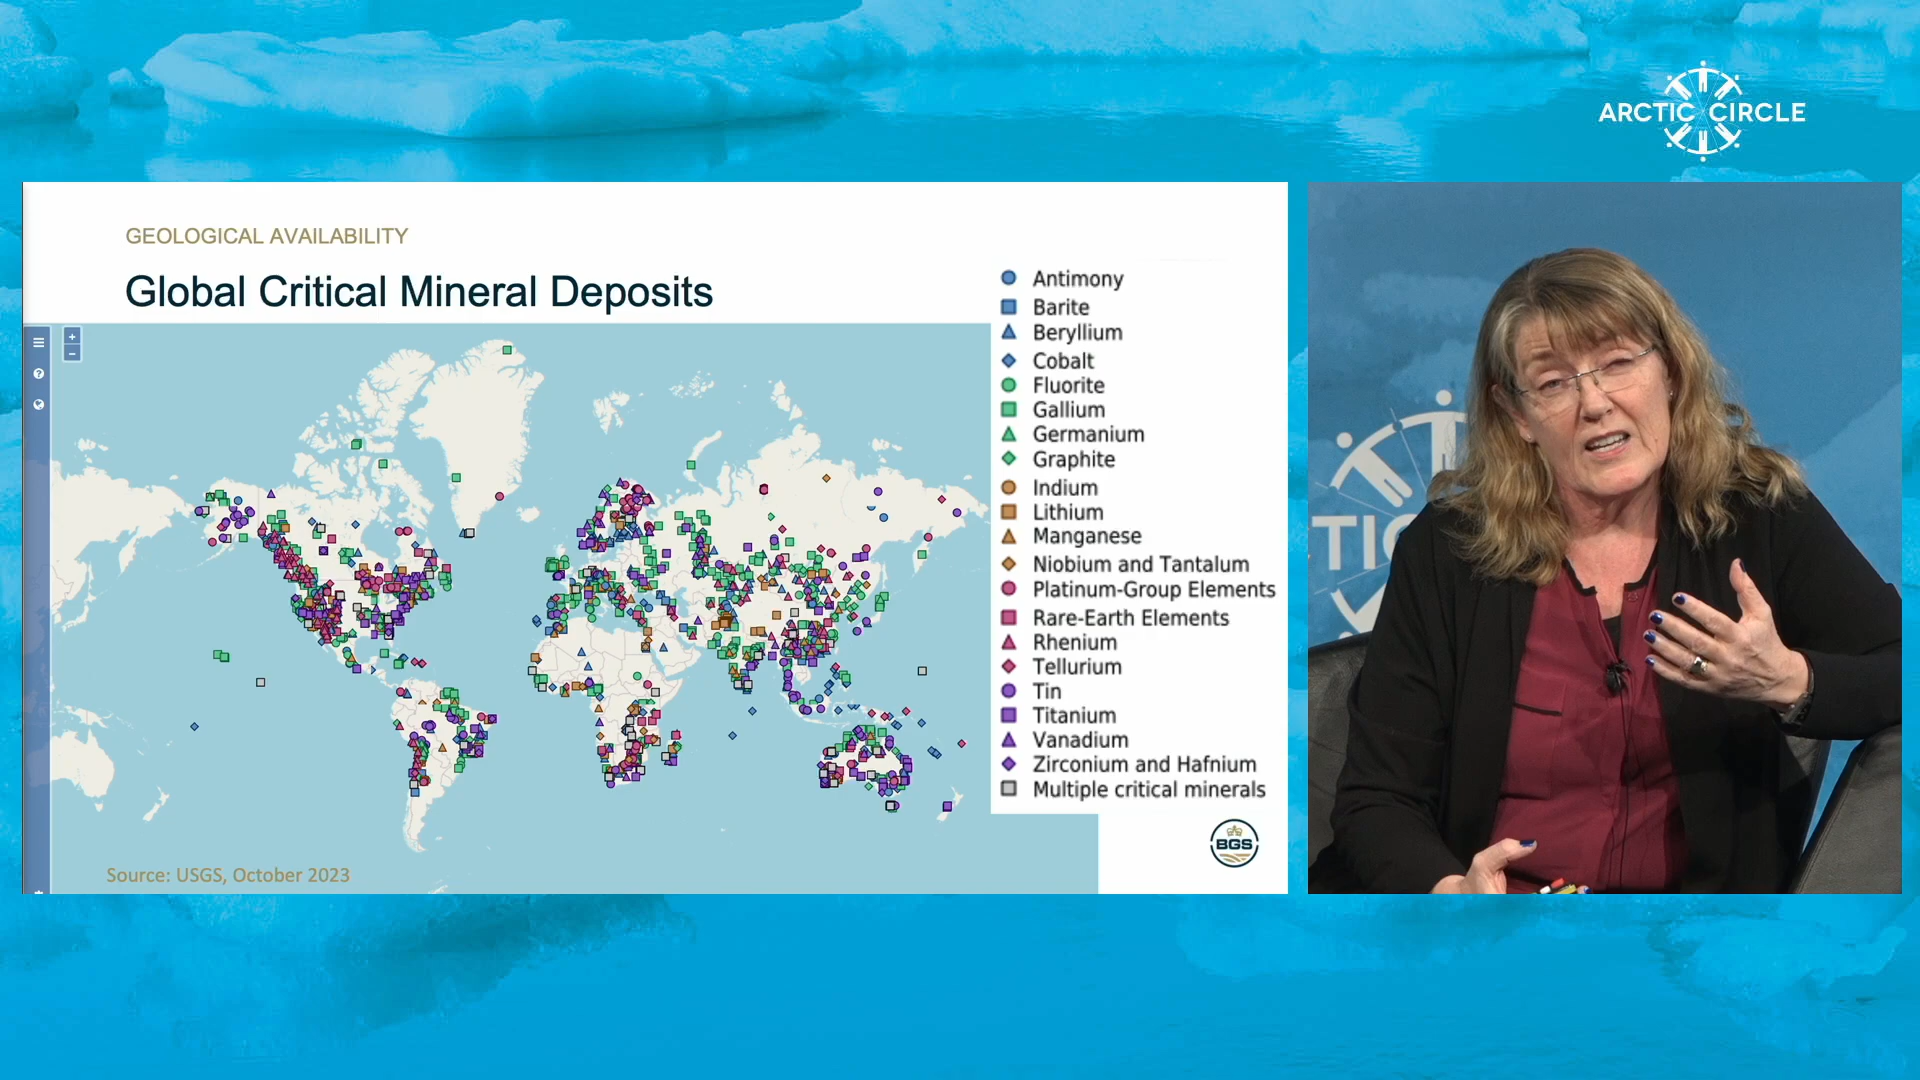 ARCTIC CIRCLE
GEOLOGICAL AVAILABILITY
Global Critical Mineral Deposits
Antimony
Barite
Beryllium
Cobalt
Fluorite
Gallium
Germanium
Graphite
Indium
Lithium
Manganese
Niobium and Tantalum
Platinum-Group Elements
Rare-Earth Elements
Rhenium
Tellurium
Tin
Titanium
Vanadium
Zirconium and Hafnium
Multiple critical minerals
BGS
Source: USGS, October 2023
TIC